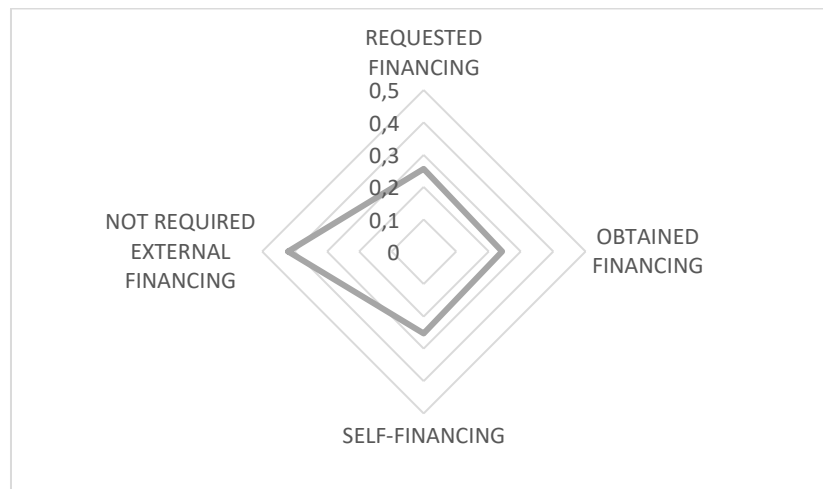 REQUESTED
FINANCING
0,5
0,4
0,3
0,2
0,1
0
NOT REQUIRED
EXTERNAL
FINANCING
OBTAINED
FINANCING
SELF-FINANCING